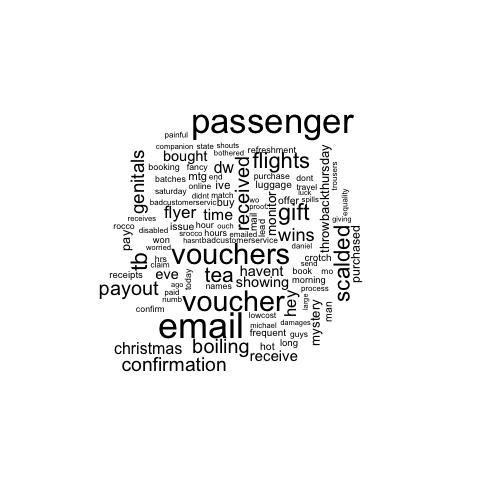 passenger
painful
companion state shouts
bothered refreshment
bought flights
booking fancy dw
genitals
batches mtg end
purchase dont
throwbackthursday
trousers
saturday online ive
received
luggage travel
luck
didnt match
monitor
offer spills
equality
badcustomerservic buy
wo
proof
gift
giving
receives flyer time
mail
lead
disabled issue hour ouch
wins
rocco srocco hours emailed
pay
won hasntbadcustomerservice
daniel
scalded
purchased
worried vouchers
crotch
tb
hrs
claim
send
receipts eve tea havent
book mo
today
showing morning
payout
ago
names
process
paid
numb voucher
hey
large
mystery
man
confirm
email
lowcost
michael damages
frequent guys
christmas boiling
hot long
receive
confirmation